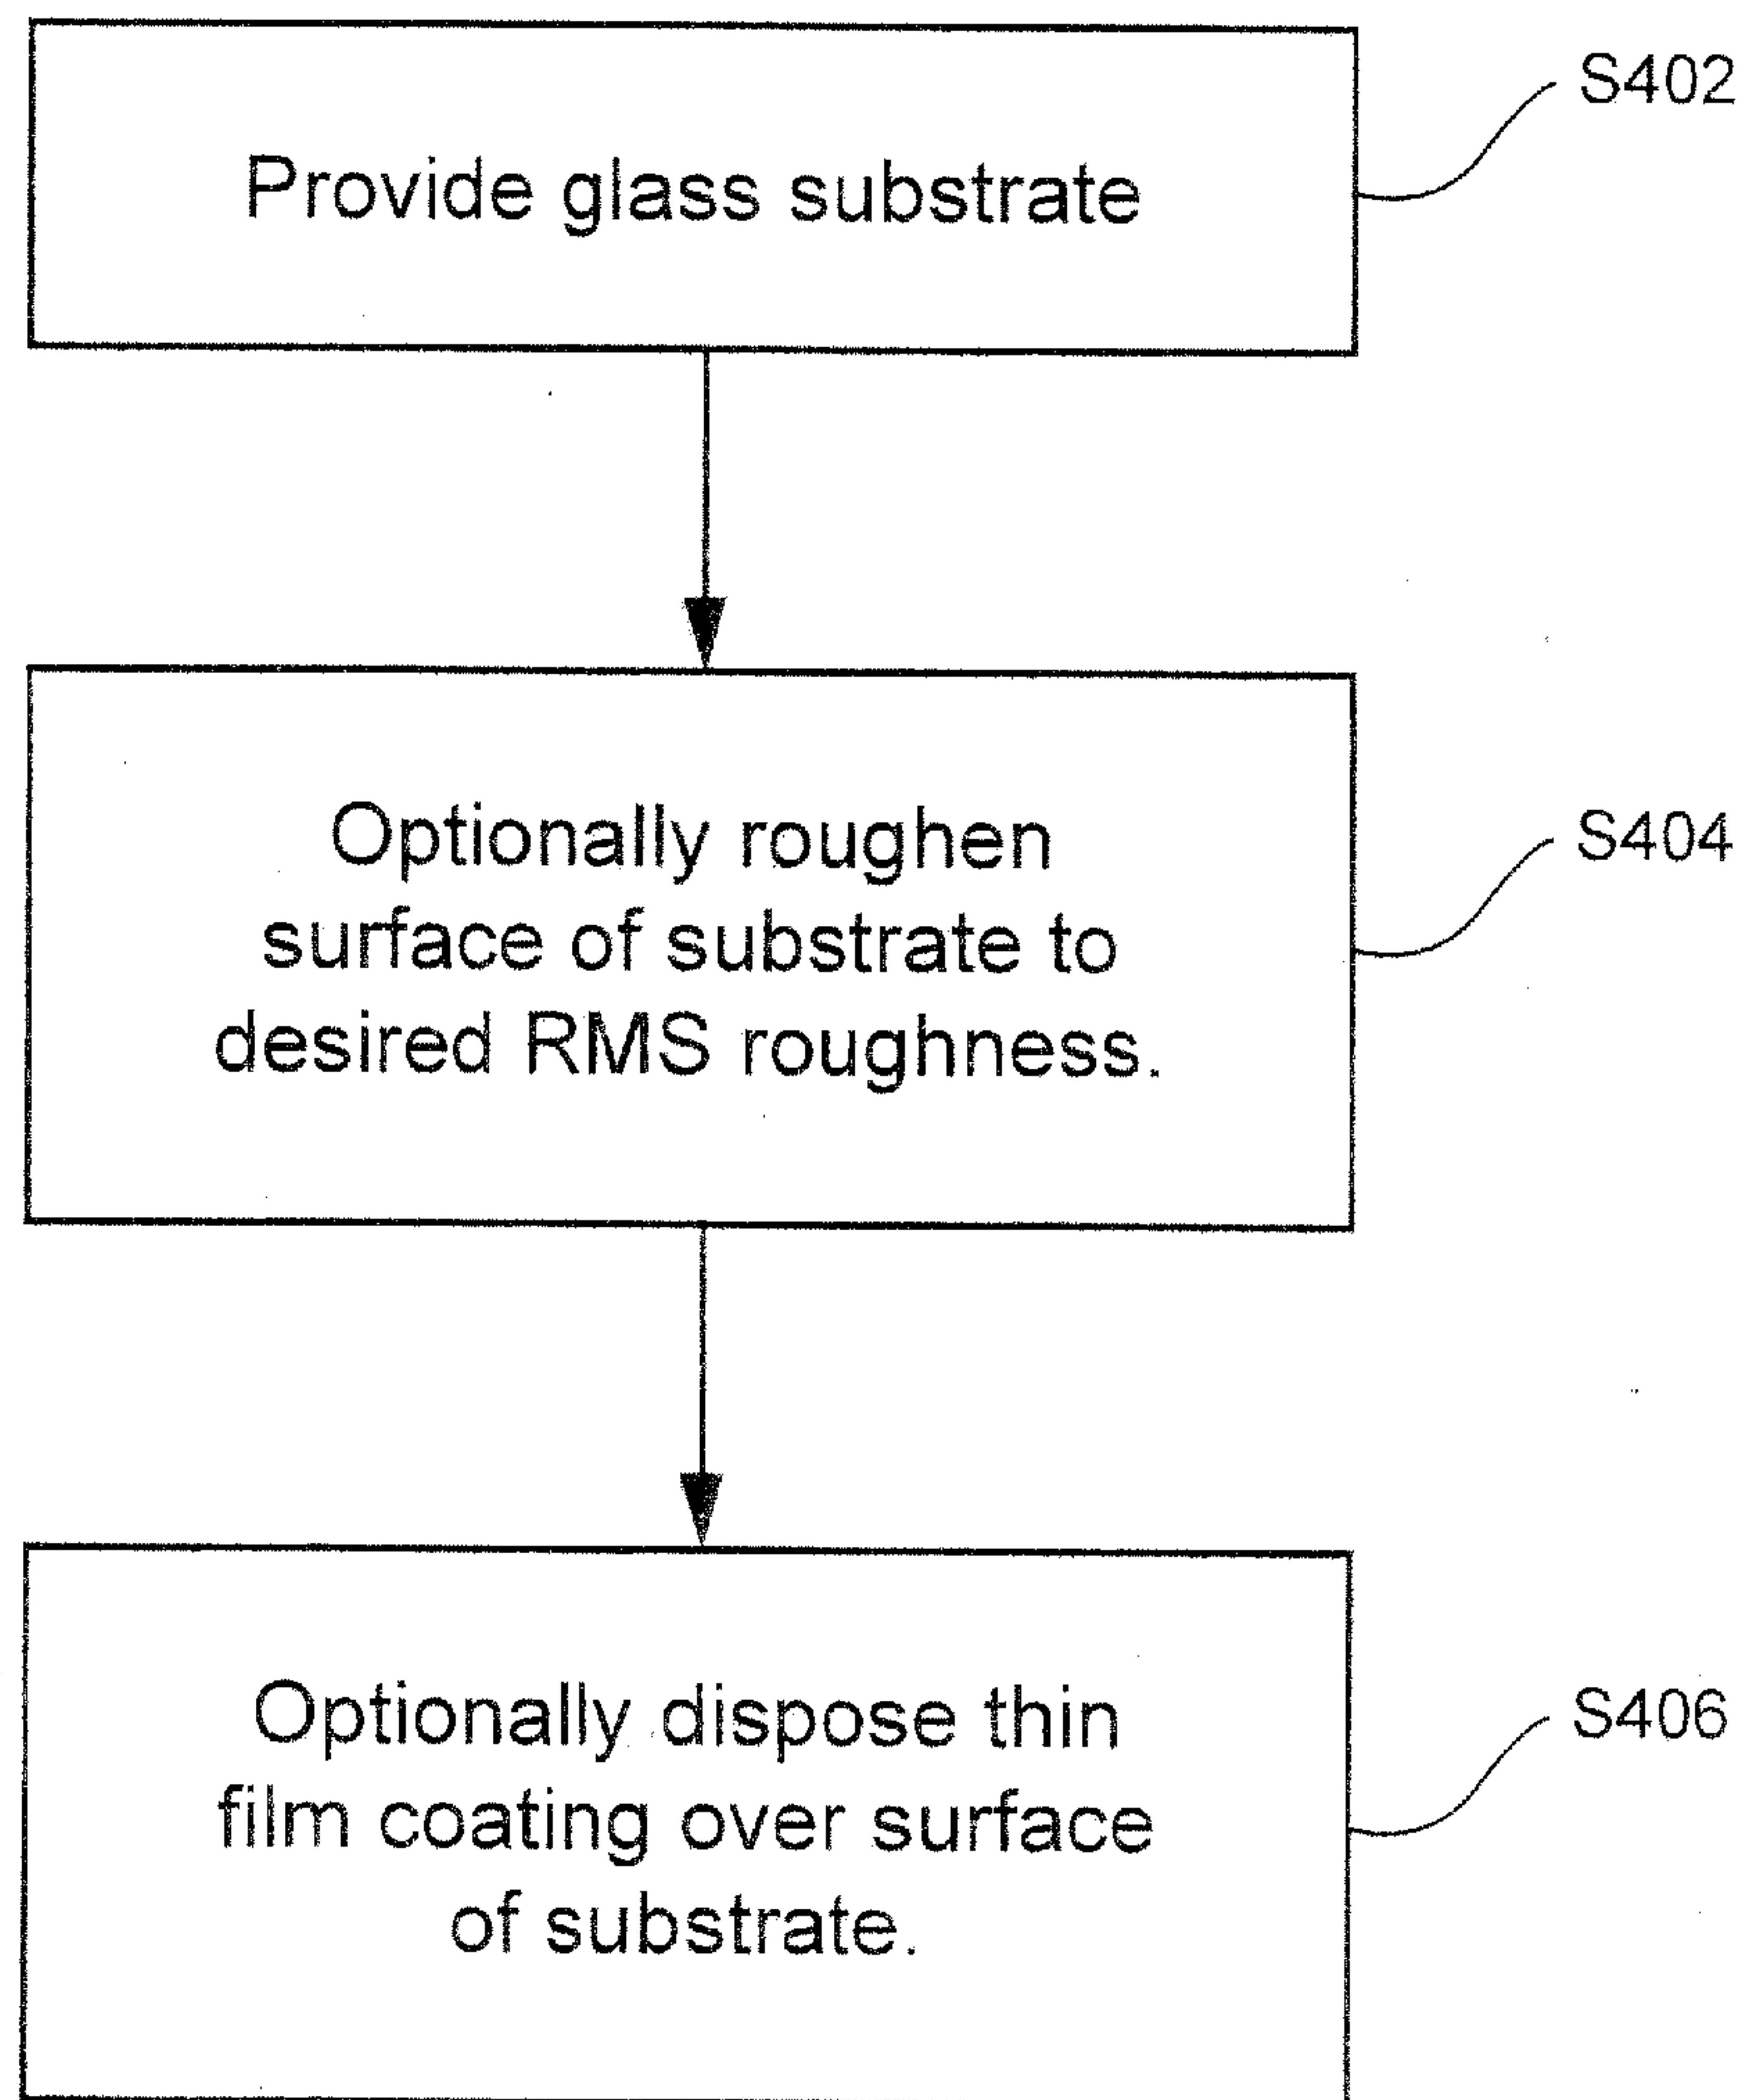 S402
Provide glass substrate
Optionally roughen
surface of substrate to
desired RMS roughness.
S404
Optionally dispose thin
film coating over surface
of substrate.
S406